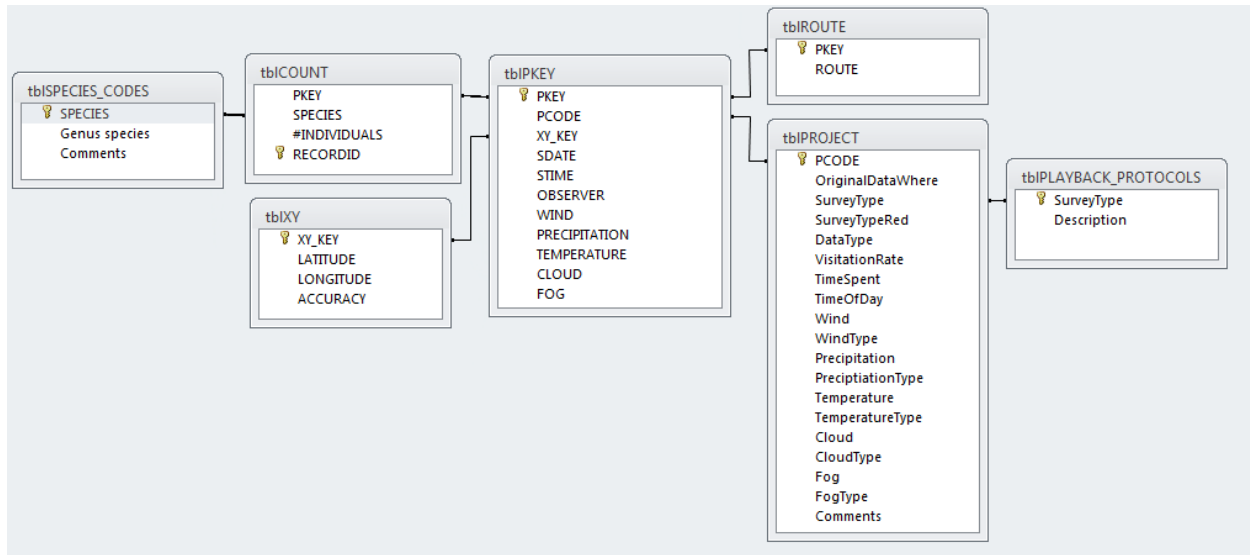 tblSPECIES_CODES
SPECIES
Genus species
Comments
tblCOUNT
PKEY
SPECIES
#INDIVIDUALS
RECORDID
tblXY
XY_KEY
LATITUDE
LONGITUDE
ACCURACY
tblPKEY
PKEY
PCODE
XY_KEY
SDATE
STIME
OBSERVER
WIND
PRECIPITATION
TEMPERATURE
CLOUD
FOG
tblROUTE
PKEY
ROUTE
tblPROJECT
PCODE
OriginalDataWhere
SurveyType
SurveyTypeRed
DataType
VisitationRate
TimeSpent
TimeOfDay
Wind
WindType
Precipitation
PreciptiationType
Temperature
TemperatureType
Cloud
CloudType
Fog
FogType
Comments
tblPLAYBACK_PROTOCOLS
SurveyType
Description